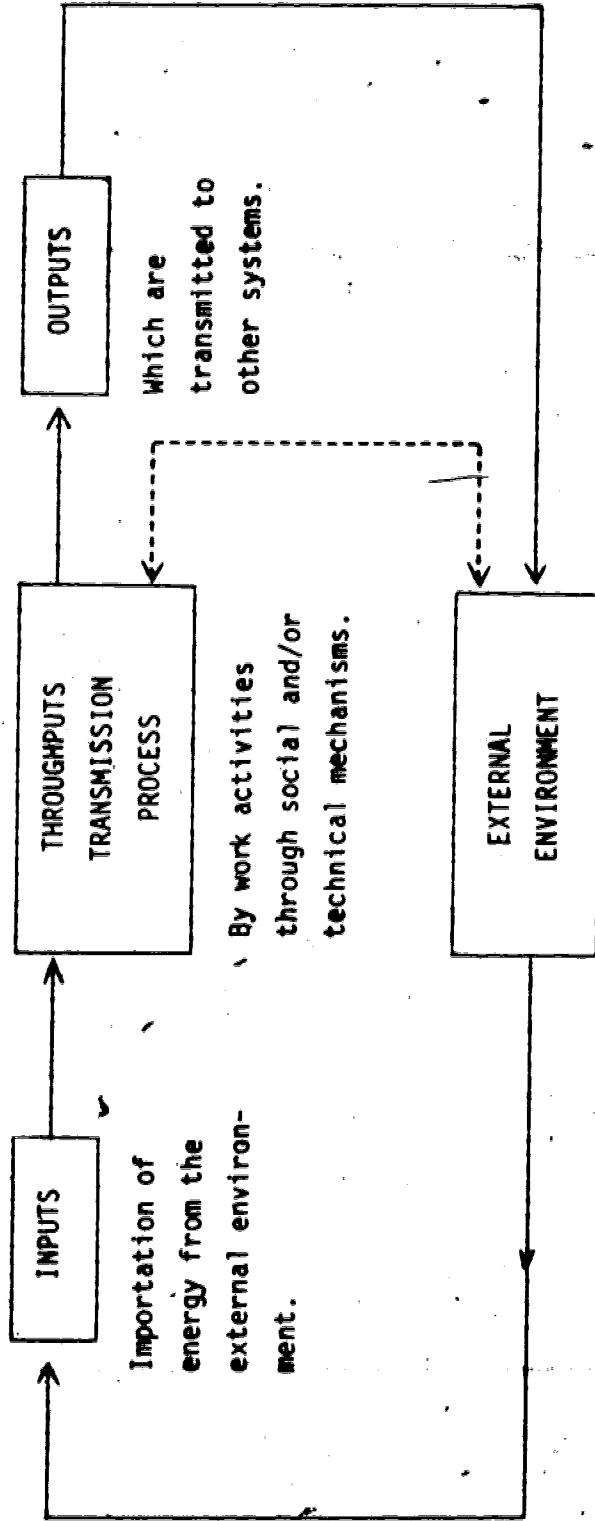 INPUTS
Importation of
energy from the
external environ-
ment.
THROUGHPUTS
TRANSMISSION
PROCESS
By work activities
through social and/or
technical mechanisms.
OUTPUTS
Which are
transmitted to
other systems.
EXTERNAL
ENVIRONMENT